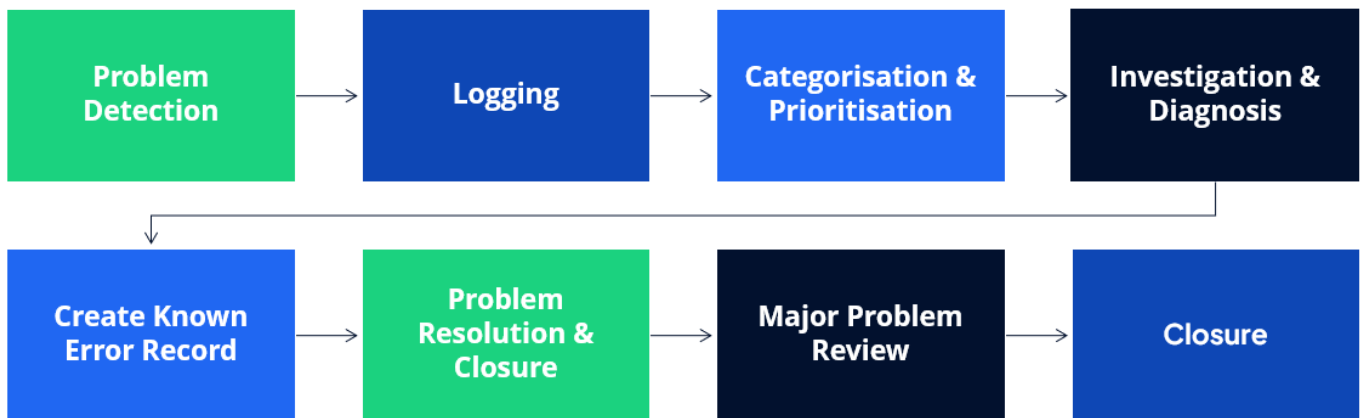 Problem
Detection
Logging
Categorisation &
Prioritisation
Investigation &
Diagnosis
Create Known
Error Record
Problem
Resolution &
Closure
Major Problem
Review
Closure